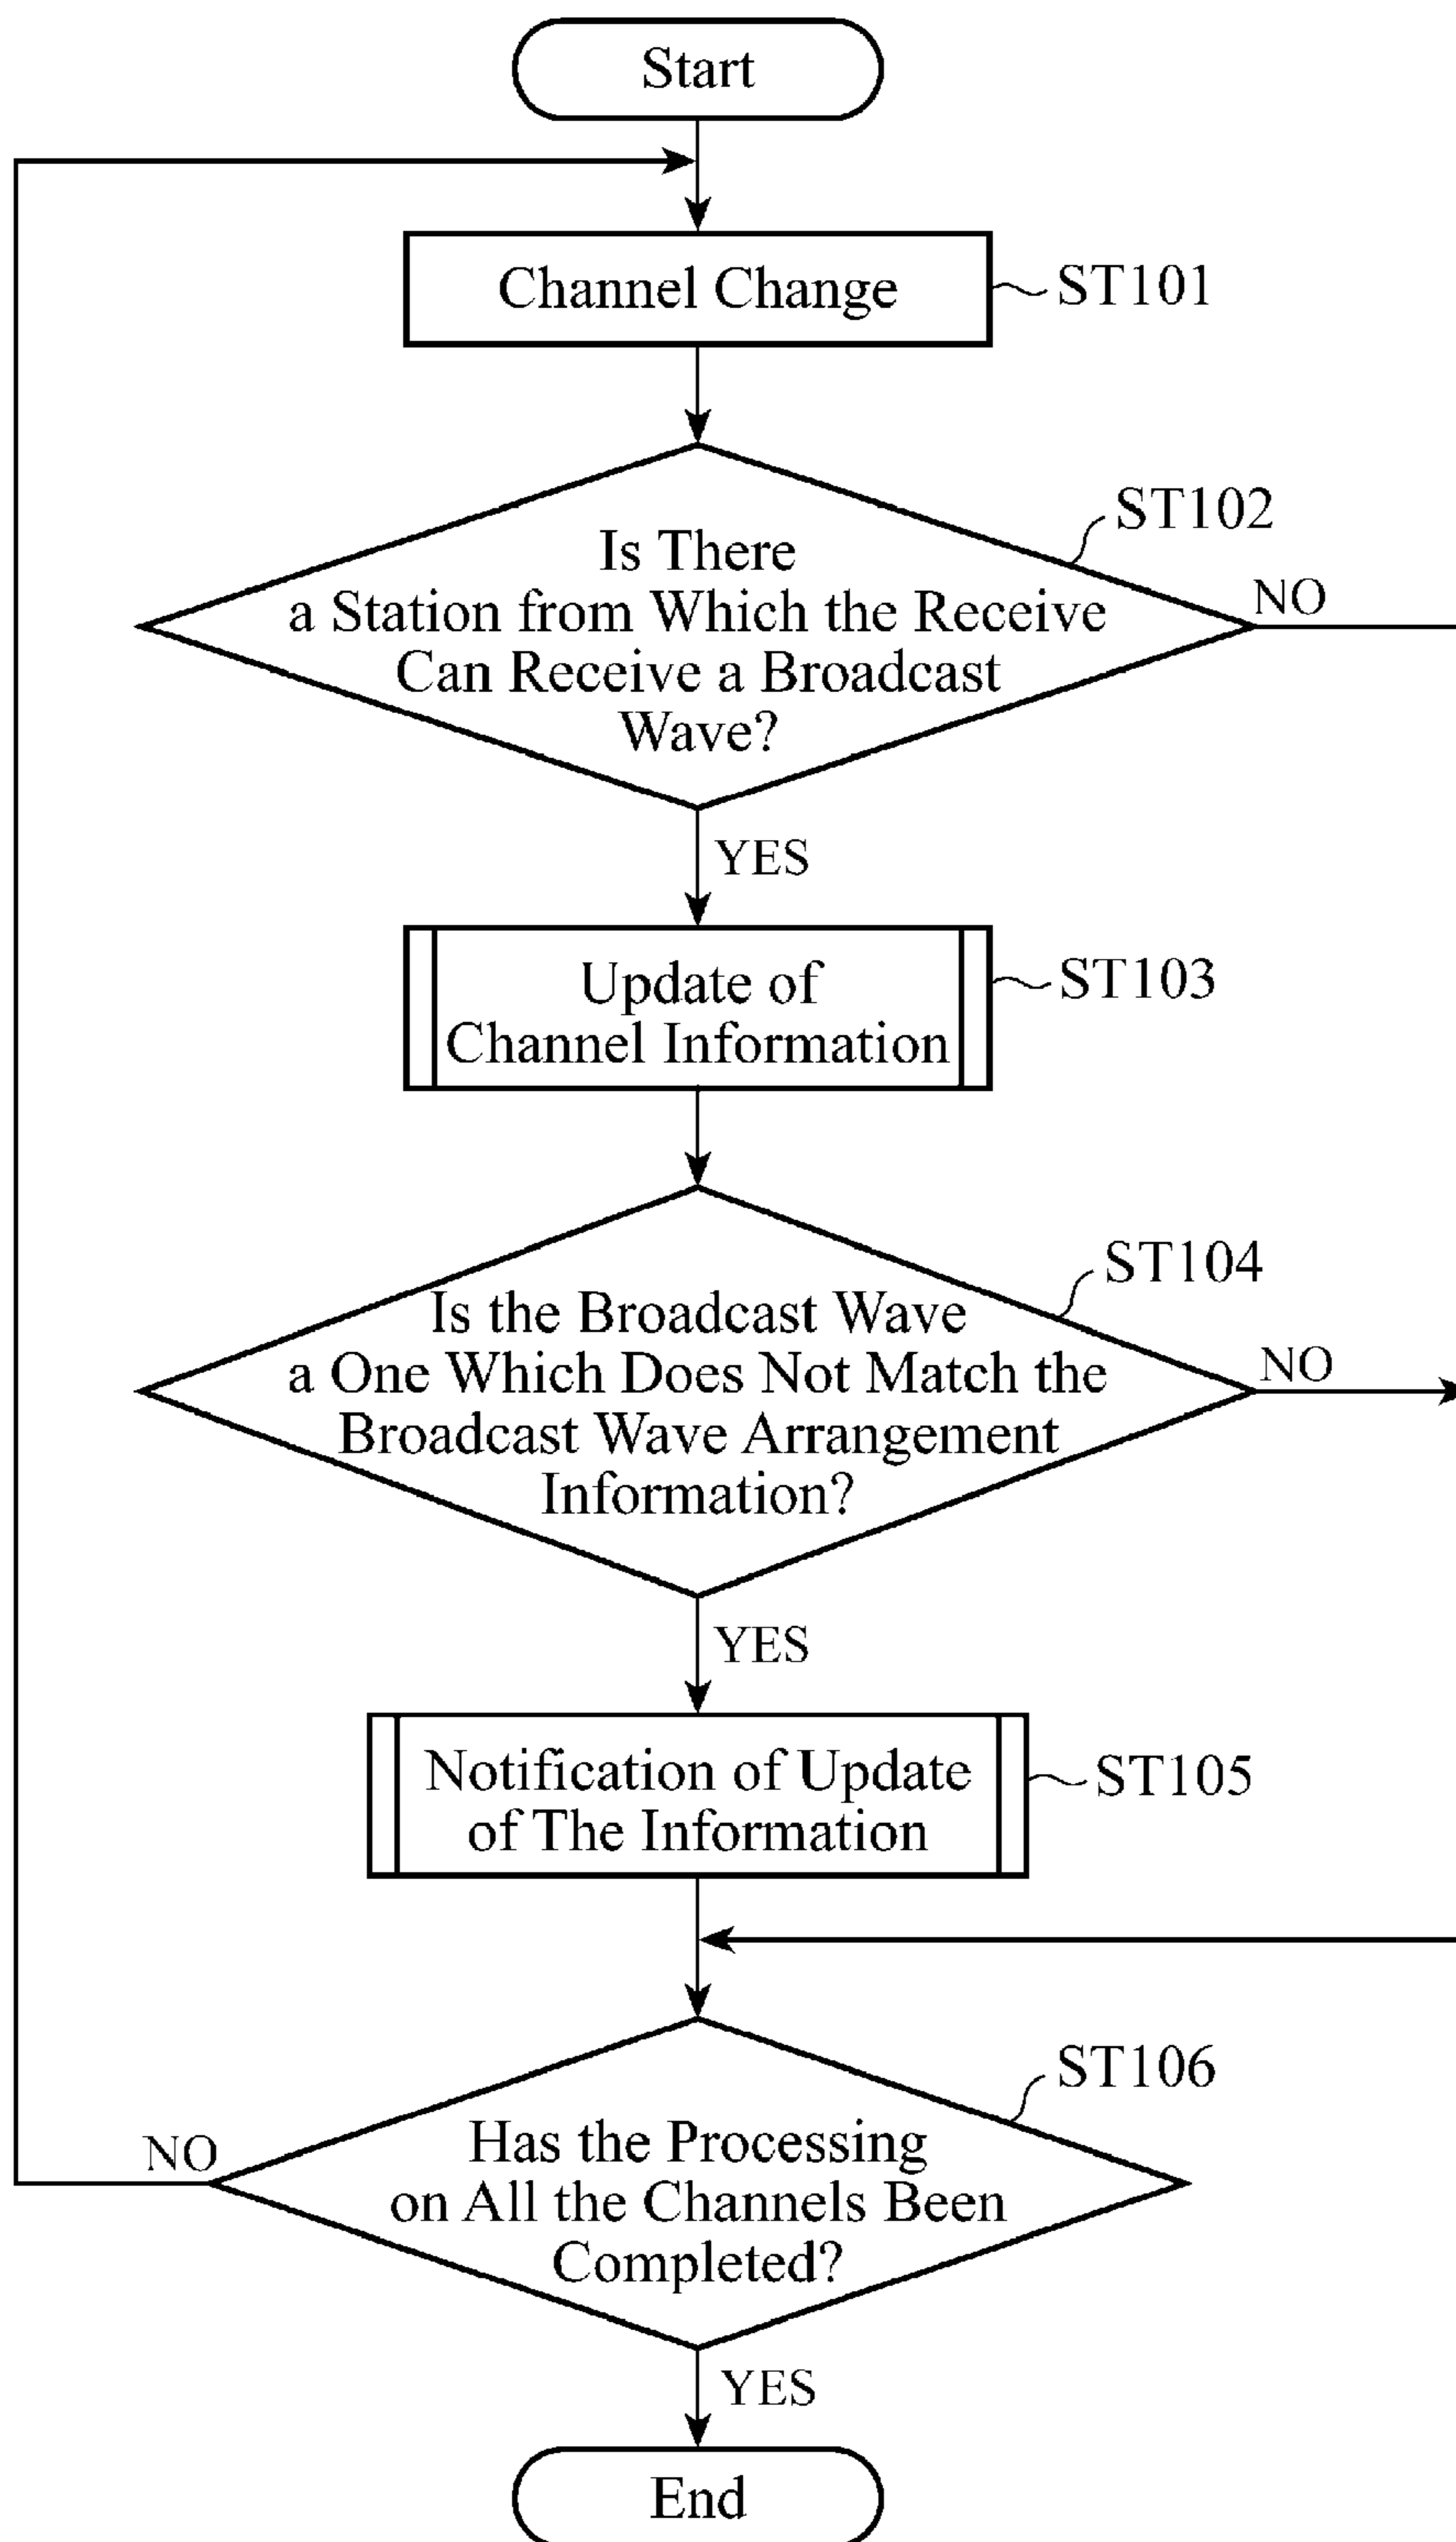 Start
Channel Change
ST101
ST102
Is There
a Station from Which the Receive
Can Receive a Broadcast
Wave?
NO
YES
Update of
Channel Information
ST103
ST104
Is the Broadcast Wave
a One Which Does Not Match the
Broadcast Wave Arrangement
Information?
NO
YES
Notification of Update
of The Information
ST105
ST106
Has the Processing
on All the Channels Been
Completed?
NO
YES
End